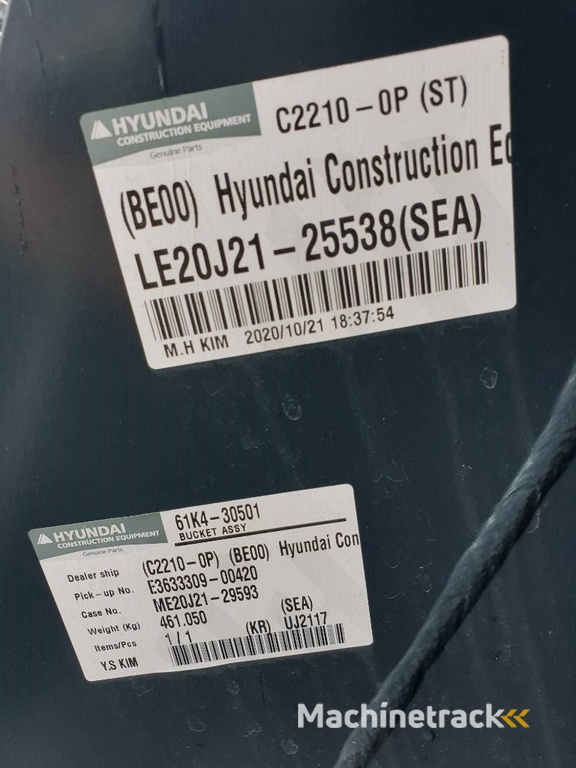 HYUNDAI
CONSTRUCTION EQUIPMENT
Genuine Parts
C2210-0P (ST)
(BE00) Hyundai Construction Ec
LE20J21-25538(SEA)
M.H KIM 2020/10/21 18:37:54
HYUNDAI
CONSTRUCTION EQUIPMENT
Genuine Parts
61K4-30501
BUCKET ASSY
Dealer ship (C2210-0P) (BE00) Hyundai Con
Pick-up No. E3633309-00420
Case No. ME20J21-29593
Weight (Kg) 461.050 (SEA)
Items/Pcs 1/1 (KR) UJ2117
Y.S KIM
Machinetrack